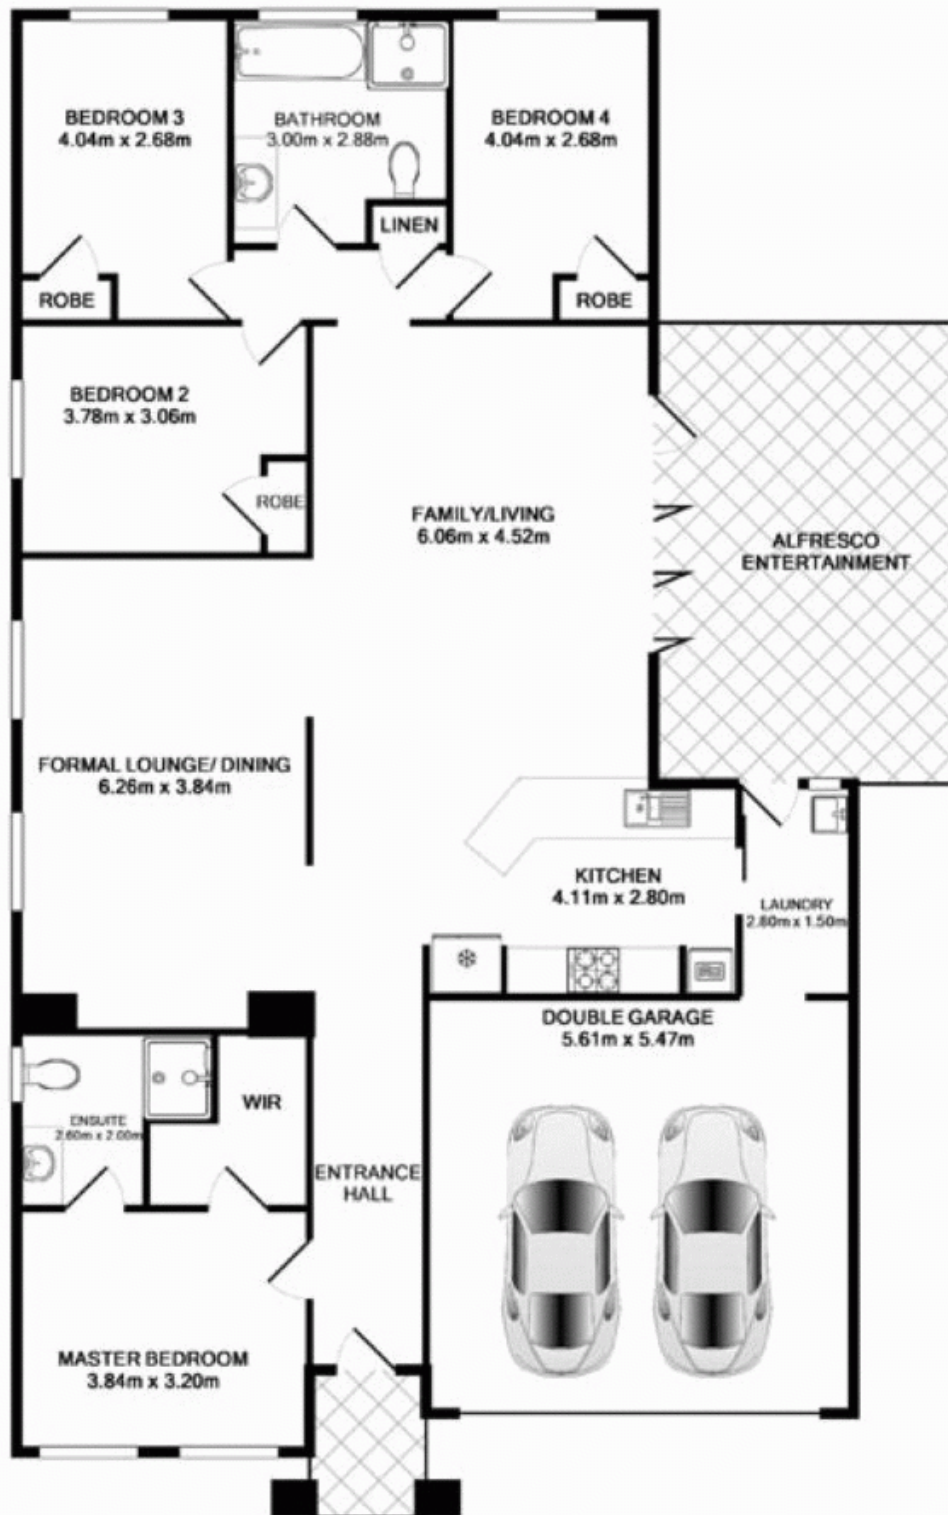 BEDROOM 3
4.04m x 2.68m
BATHROOM
3.00m x 2.88m
BEDROOM 4
4.04m x 2.68m
LINEN
ROBE
ROBE
BEDROOM 2
3.78m x 3.06m
ROBE
FAMILY/LIVING
6.06m x 4.52m
ALFRESCO
ENTERTAINMENT
FORMAL LOUNGE/ DINING
6.26m x 3.84m
KITCHEN
4.11m x 2.80m
LAUNDRY
2.80m x 1.50m
DOUBLE GARAGE
5.61m x 5.47m
WIR
ENSUITE
2.60m x 2.00m
ENTRANCE
HALL
MASTER BEDROOM
3.84m x 3.20m